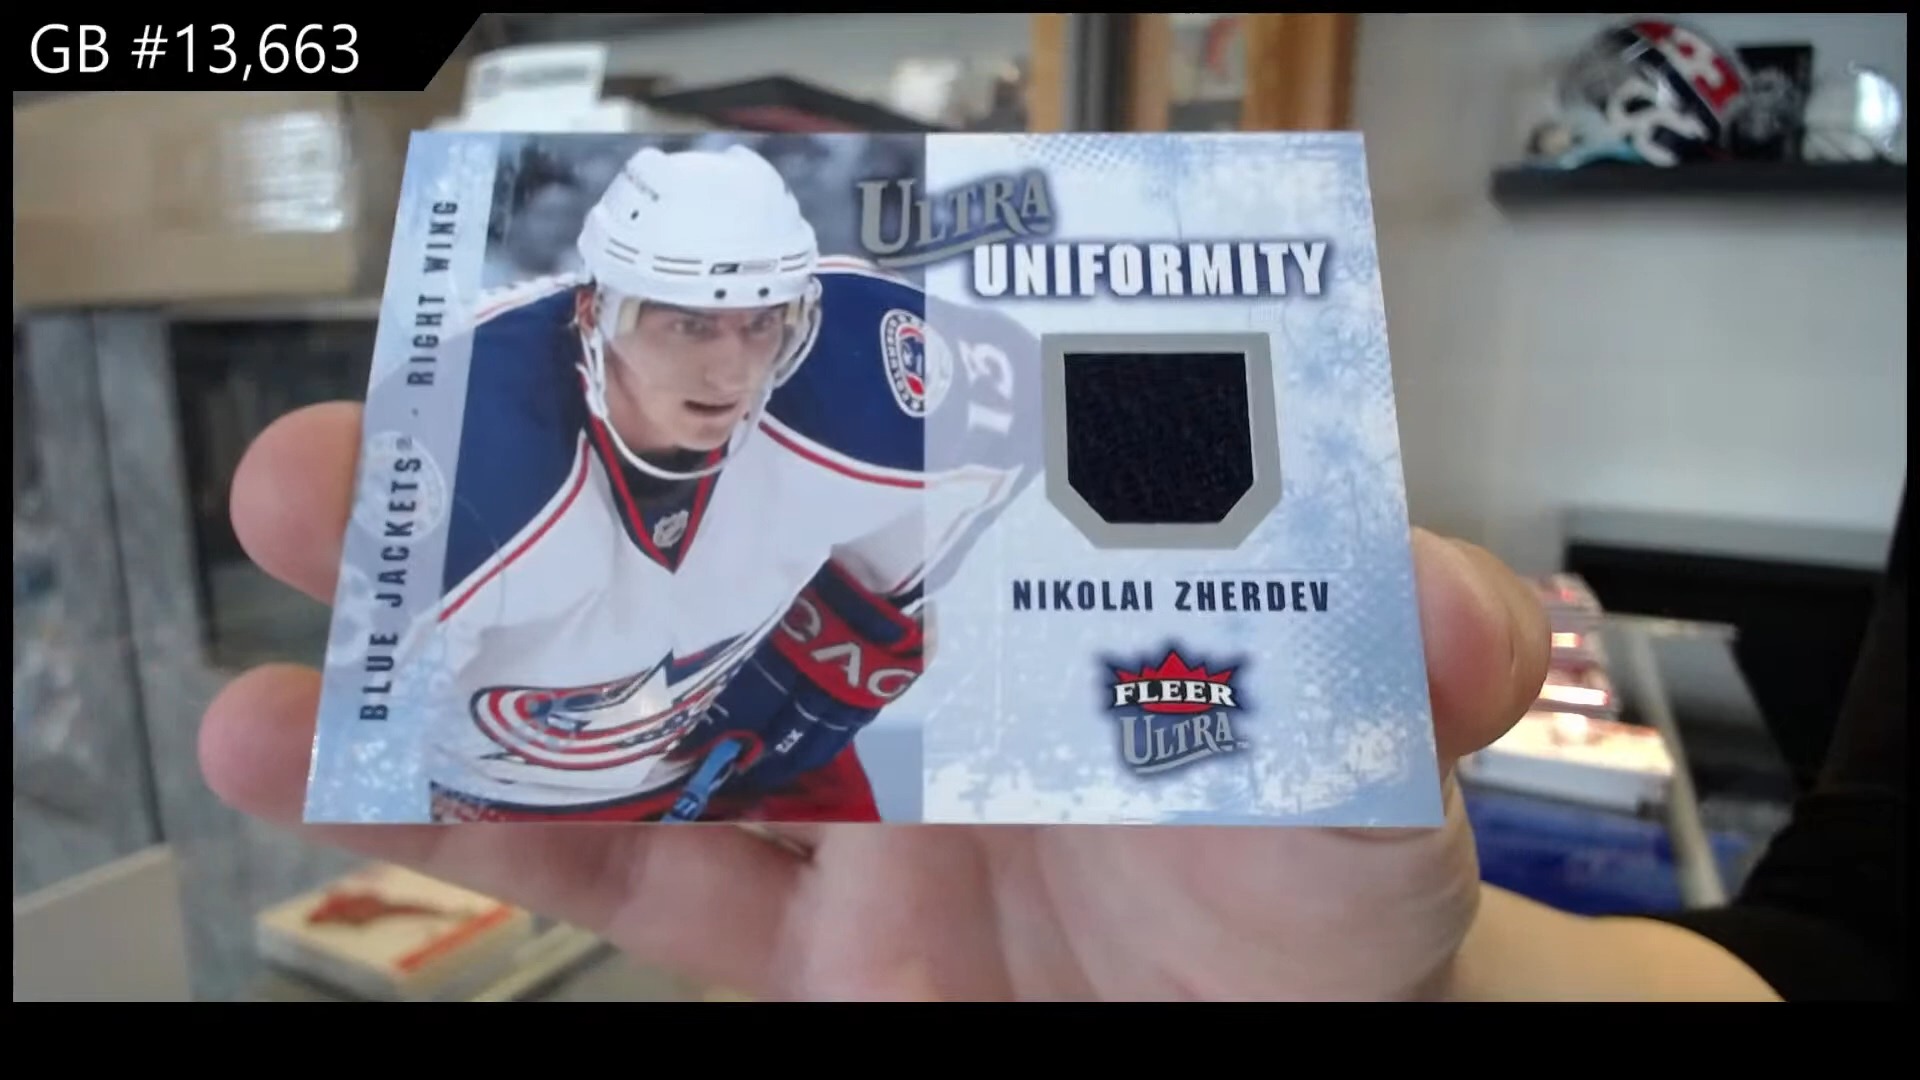 GB #13,663
ULTRA
UNIFORMITY
BLUE JACKETS · RIGHT WING
13
NIKOLAI ZHERDEV
FLEER
ULTRA